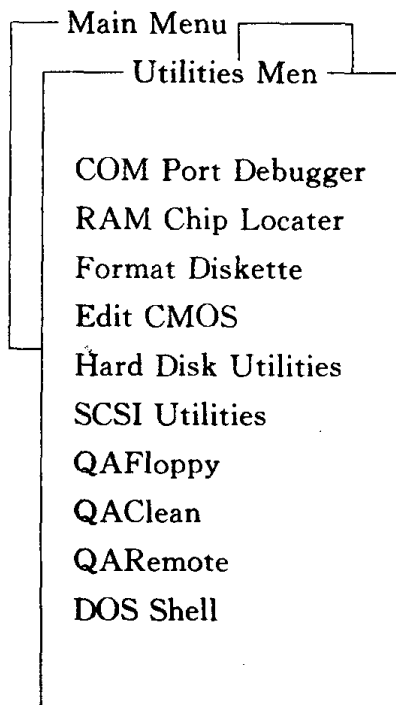 Main Menu
Utilities Men
COM Port Debugger
RAM Chip Locater
Format Diskette
Edit CMOS
Hard Disk Utilities
SCSI Utilities
QAFloppy
QAClean
QARemote
DOS Shell